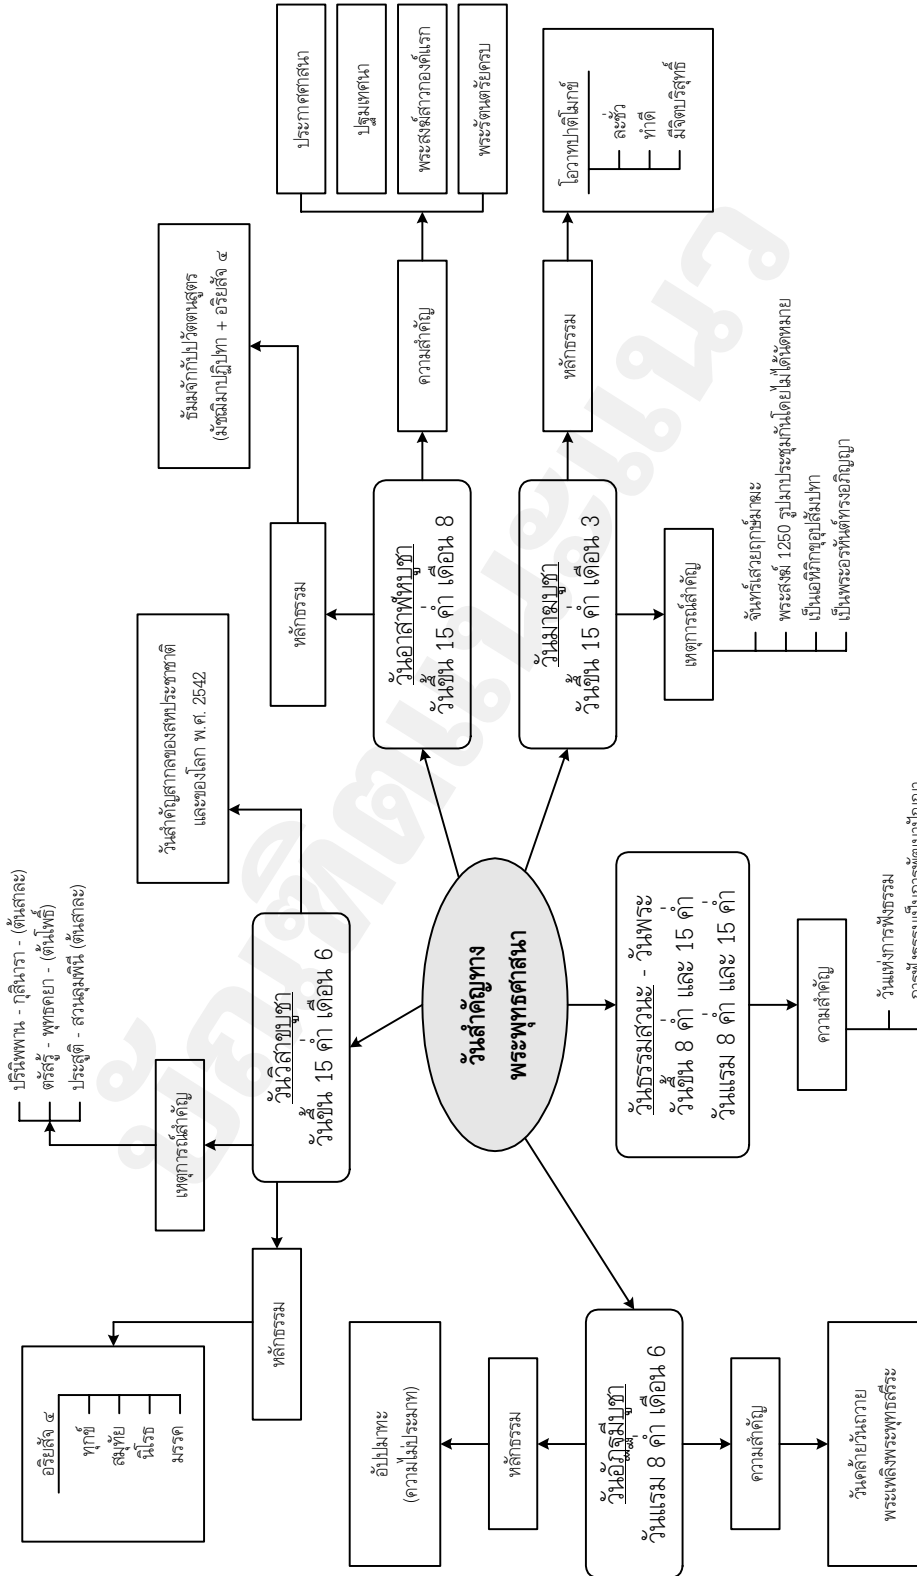 วันสำคัญทาง
พระพุทธศาสนา
วันวิสาขบูชา
วันขึ้น 15 ค่ำ เดือน 6
หลักธรรม
อริยสัจ ๔
ทุกข์
สมุทัย
นิโรธ
มรรค
เหตุการณ์สำคัญ
ปรินิพพาน - กุสินารา - (ต้นสาละ)
ตรัสรู้ - พุทธคยา - (ต้นโพธิ์)
ประสูติ - สวนลุมพินี (ต้นสาละ)
วันสำคัญสากลของสหประชาชาติ
และของโลก พ.ศ. 2542
วันอาสาฬหบูชา
วันขึ้น 15 ค่ำ เดือน 8
หลักธรรม
ธัมมจักกัปปวัตตนสูตร
(มัชฌิมาปฏิปทา + อริยสัจ ๔
ความสำคัญ
ประกาศศาสนา
ปฐมเทศนา
พระสงฆ์สาวกองค์แรก
พระรัตนตรัยครบ
วันมาฆบูชา
วันขึ้น 15 ค่ำ เดือน 3
หลักธรรม
โอวาทปาติโมกข์
ละชั่ว
ทำดี
มีจิตบริสุทธิ์
เหตุการณ์สำคัญ
จันทร์เสวยฤกษ์มาฆะ
พระสงฆ์ 1250 รูปมาประชุมกันโดยไม่ได้นัดหมาย
เป็นเอหิภิกขุอุปสัมปทา
เป็นพระอรหันต์ทรงอภิญญา
วันธรรมสวนะ - วันพระ
วันขึ้น 8 ค่ำ และ 15 ค่ำ
วันแรม 8 ค่ำ และ 15 ค่ำ
ความสำคัญ
วันแห่งการฟังธรรม
การฟังธรรมเป็นการพัฒนาปัญญา
วันอัฏฐมีบูชา
วันแรม 8 ค่ำ เดือน 6
หลักธรรม
อัปปมาทะ
(ความไม่ประมาท)
ความสำคัญ
วันคล้ายวันถวาย
พระเพลิงพระพุทธสรีระ